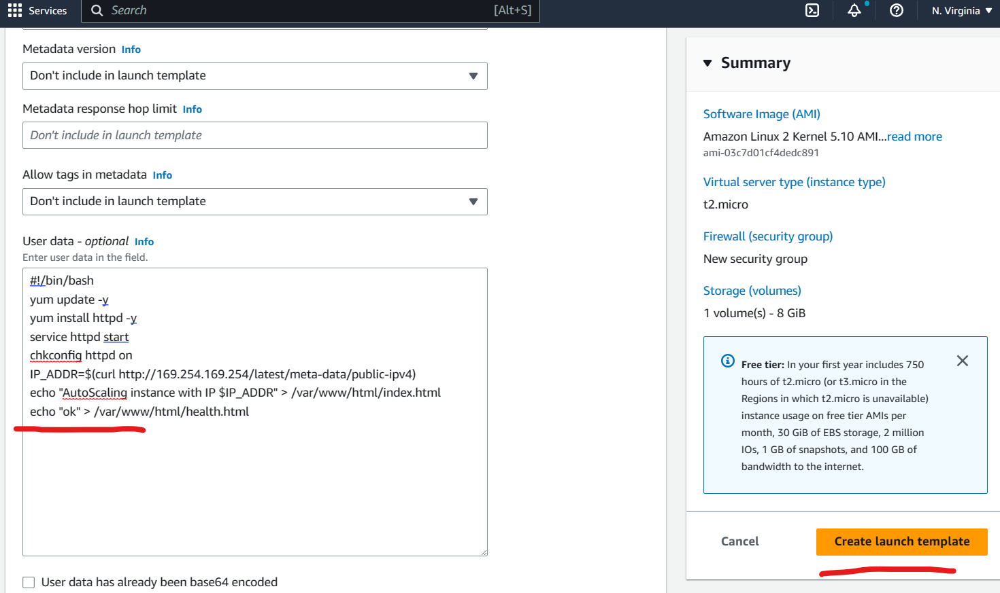 Services
Search
[Alt+S]
N. Virginia
Metadata version Info
Don't include in launch template
Metadata response hop limit Info
Don't include in launch template
Allow tags in metadata Info
Don't include in launch template
User data - optional Info
Enter user data in the field.
#!/bin/bash
yum update -y
yum install httpd -y
service httpd start
chkconfig httpd on
IP_ADDR=$(curl http://169.254.169.254/latest/meta-data/public-ipv4)
echo "AutoScaling instance with IP $IP_ADDR" > /var/www/html/index.html
echo "ok" > /var/www/html/health.html
User data has already been base64 encoded
Summary
Software Image (AMI)
Amazon Linux 2 Kernel 5.10 AMI...read more
ami-03c7d01cf4dedc891
Virtual server type (instance type)
t2.micro
Firewall (security group)
New security group
Storage (volumes)
1 volume(s) - 8 GiB
Free tier: In your first year includes 750
hours of t2.micro (or t3.micro in the
Regions in which t2.micro is unavailable)
instance usage on free tier AMIs per
month, 30 GiB of EBS storage, 2 million
IOs, 1 GB of snapshots, and 100 GB of
bandwidth to the internet.
Cancel
Create launch template